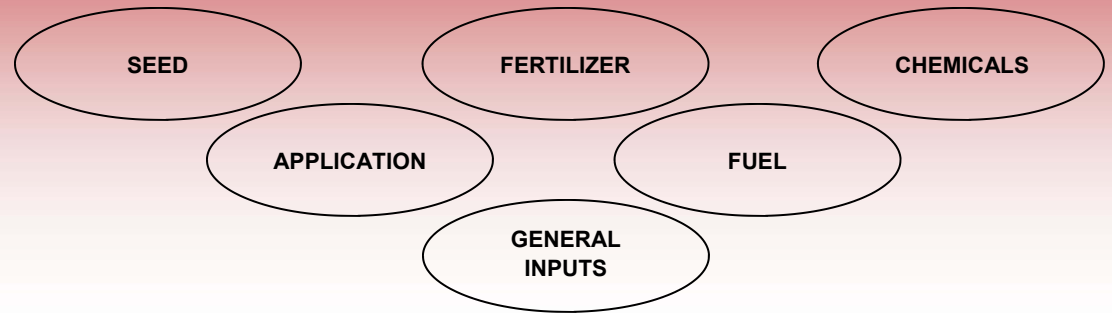 SEED
FERTILIZER
CHEMICALS
APPLICATION
FUEL
GENERAL
INPUTS